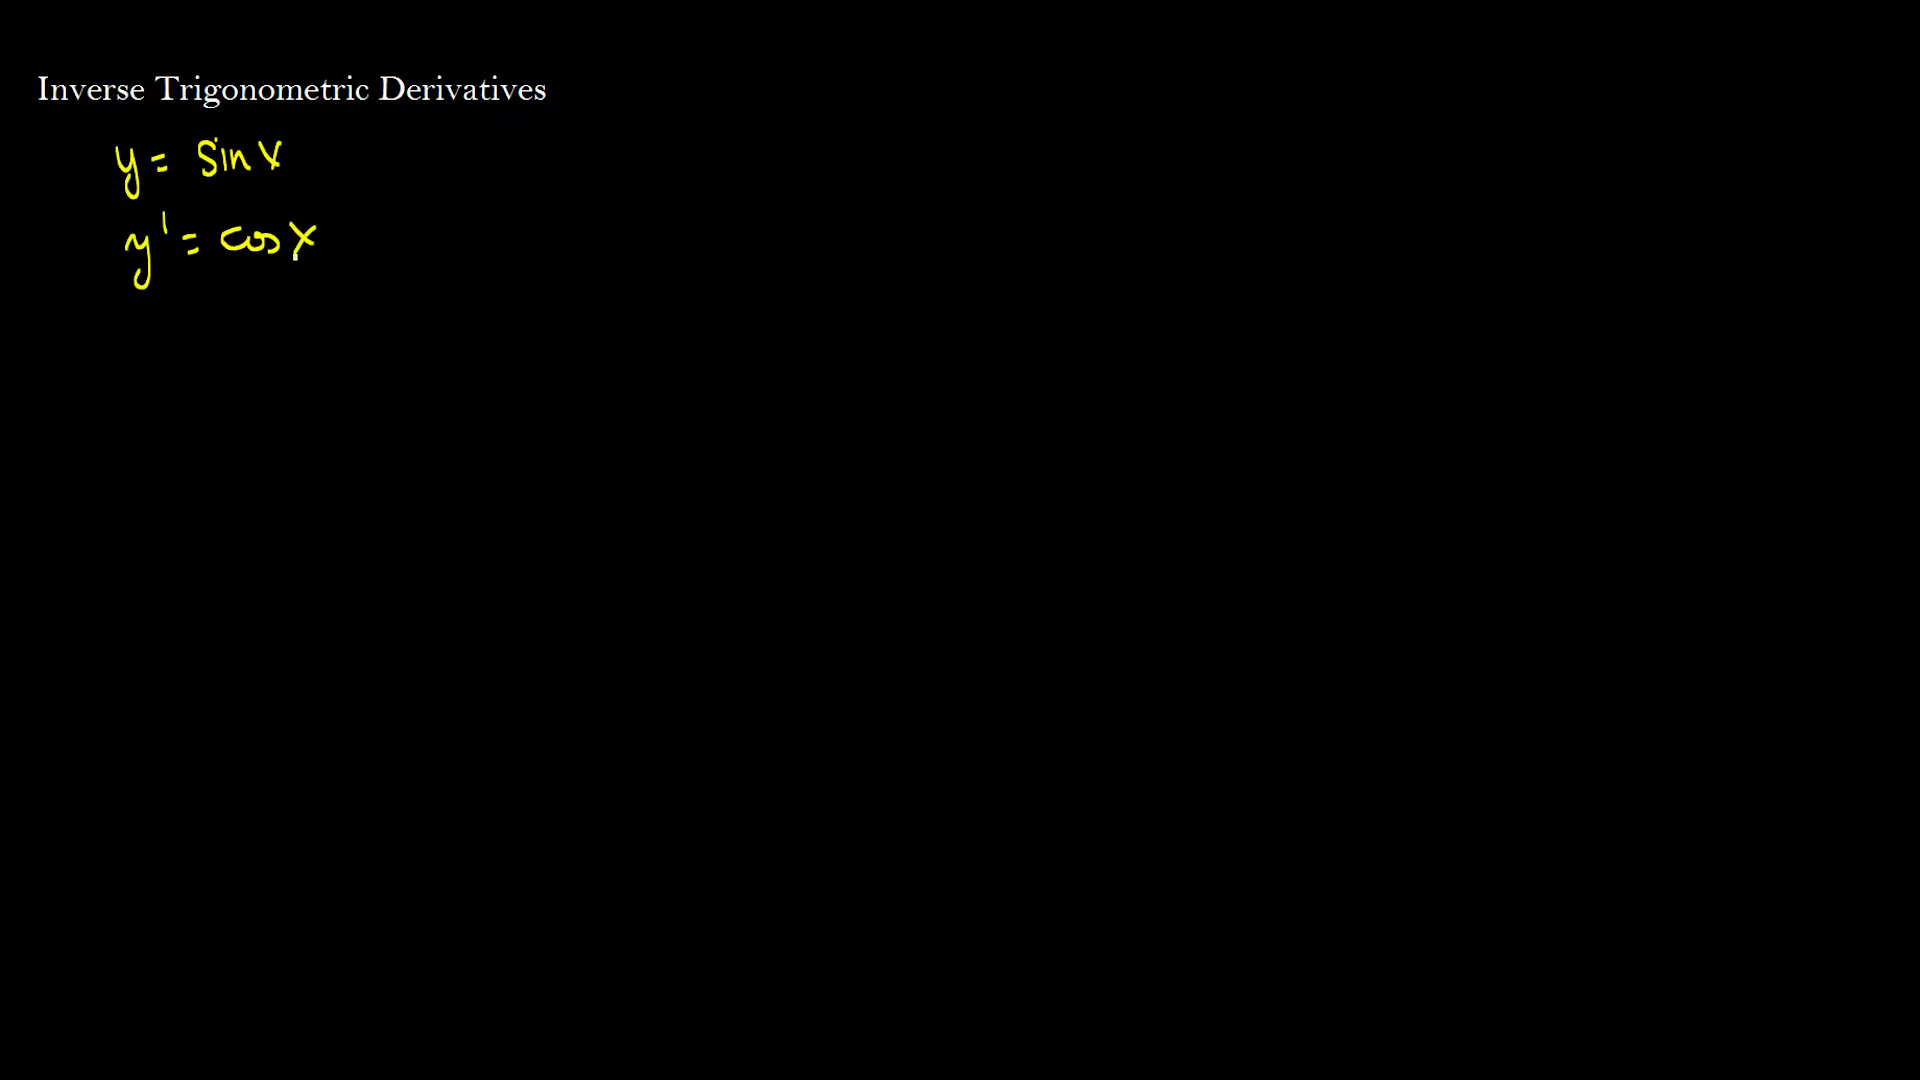 Inverse Trigonometric Derivatives
y = sin x
y' = cos x